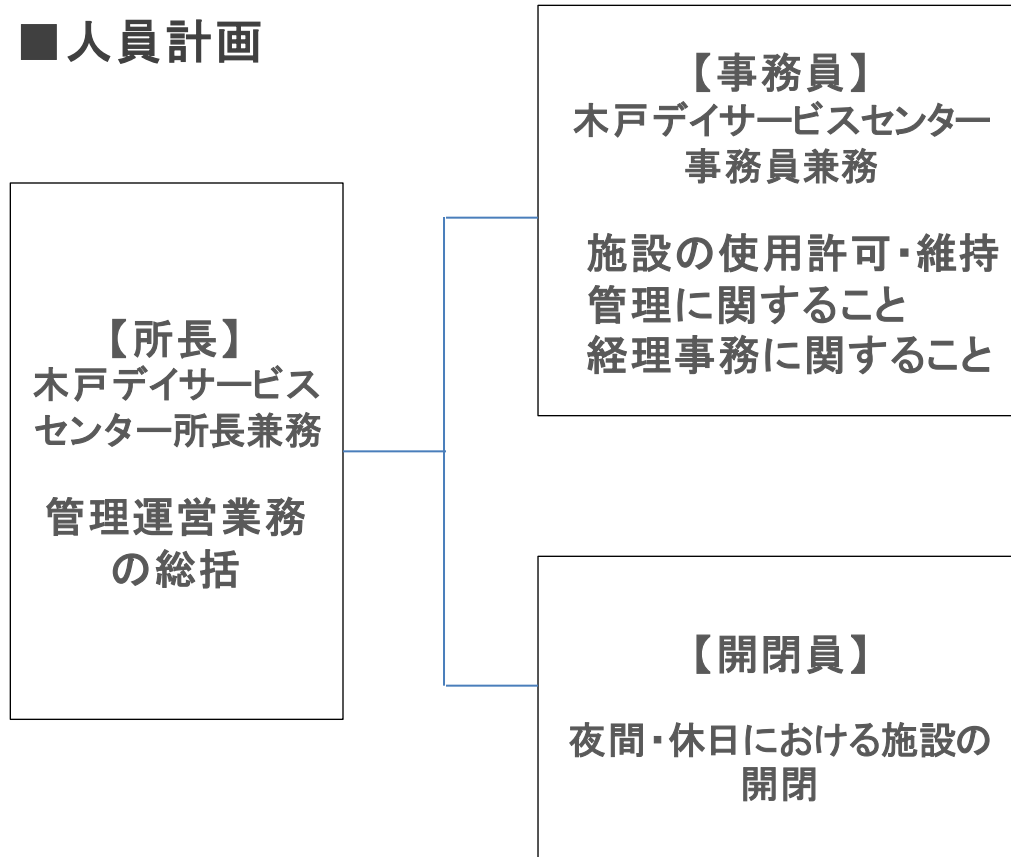 ■人員計画
【所長】
木戸デイサービス
センター所長兼務
管理運営業務
の総括
【事務員】
木戸デイサービスセンター
事務員兼務
施設の使用許可・維持
管理に関すること
経理事務に関すること
【開閉員】
夜間・休日における施設の
開閉